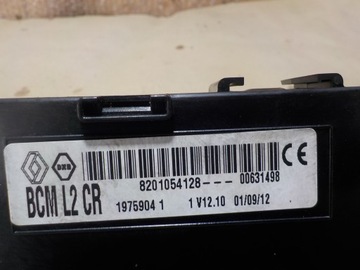 8201054128--- 00631498
BCM L2 CR
1975904 1 1 V12.10 01/09/12